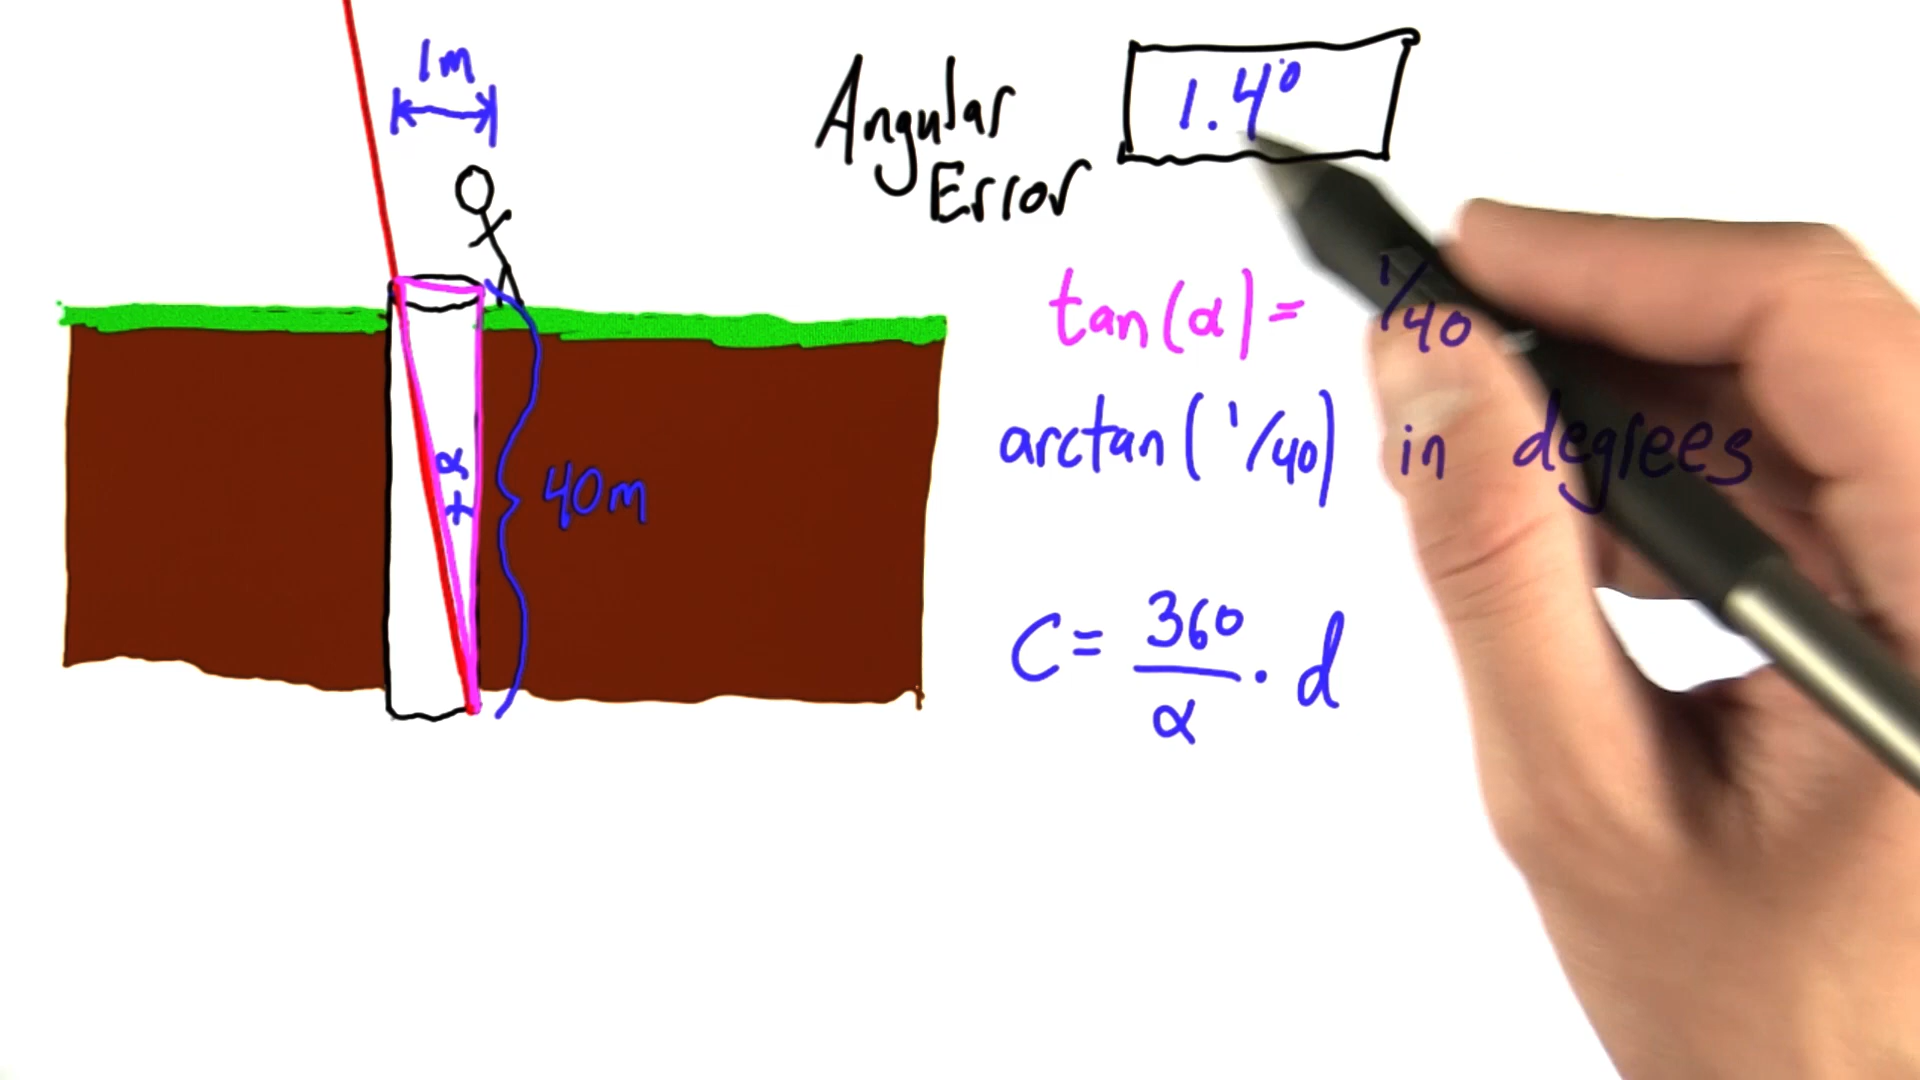 1m
Angular
Error
1.4°
tan(α) = 1/40
arctan(1/40) in degrees
α
40m
C = 360/α · d